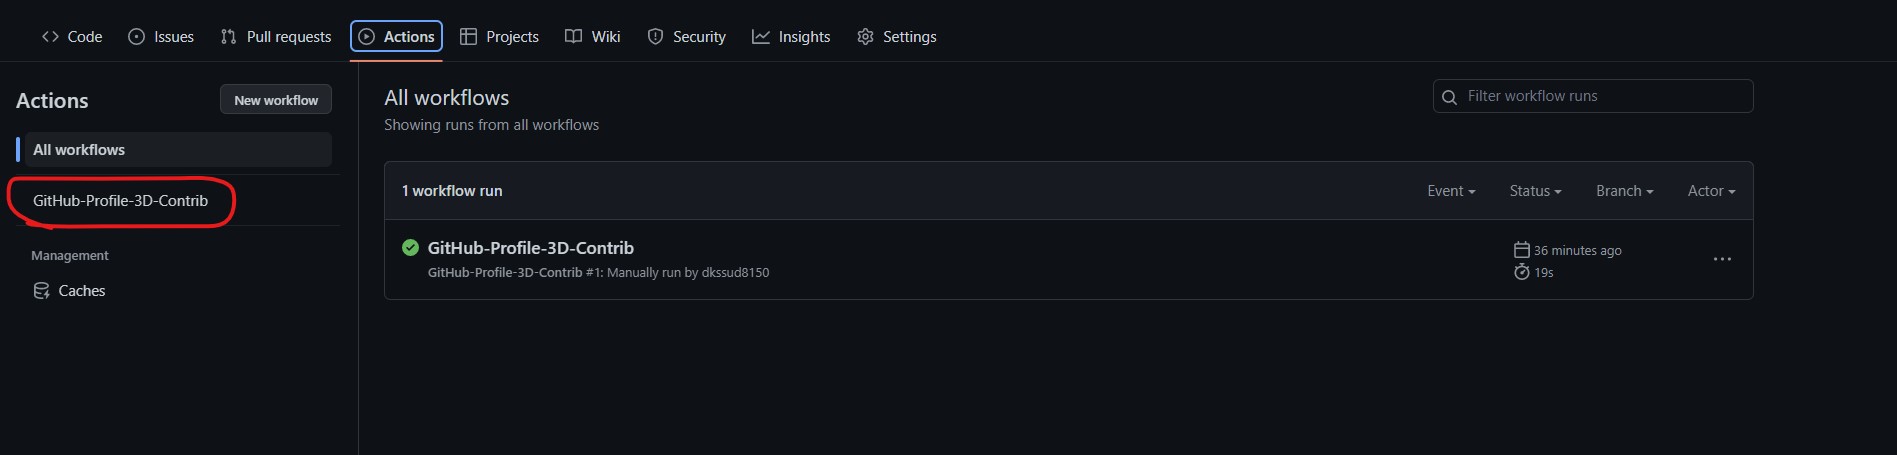 Code Issues Pull requests Actions Projects Wiki Security Insights Settings
Actions
New workflow
All workflows
GitHub-Profile-3D-Contrib
Management
Caches
All workflows
Showing runs from all workflows
Filter workflow runs
1 workflow run
Event Status Branch Actor
GitHub-Profile-3D-Contrib
GitHub-Profile-3D-Contrib #1: Manually run by dkssud8150
36 minutes ago
19s